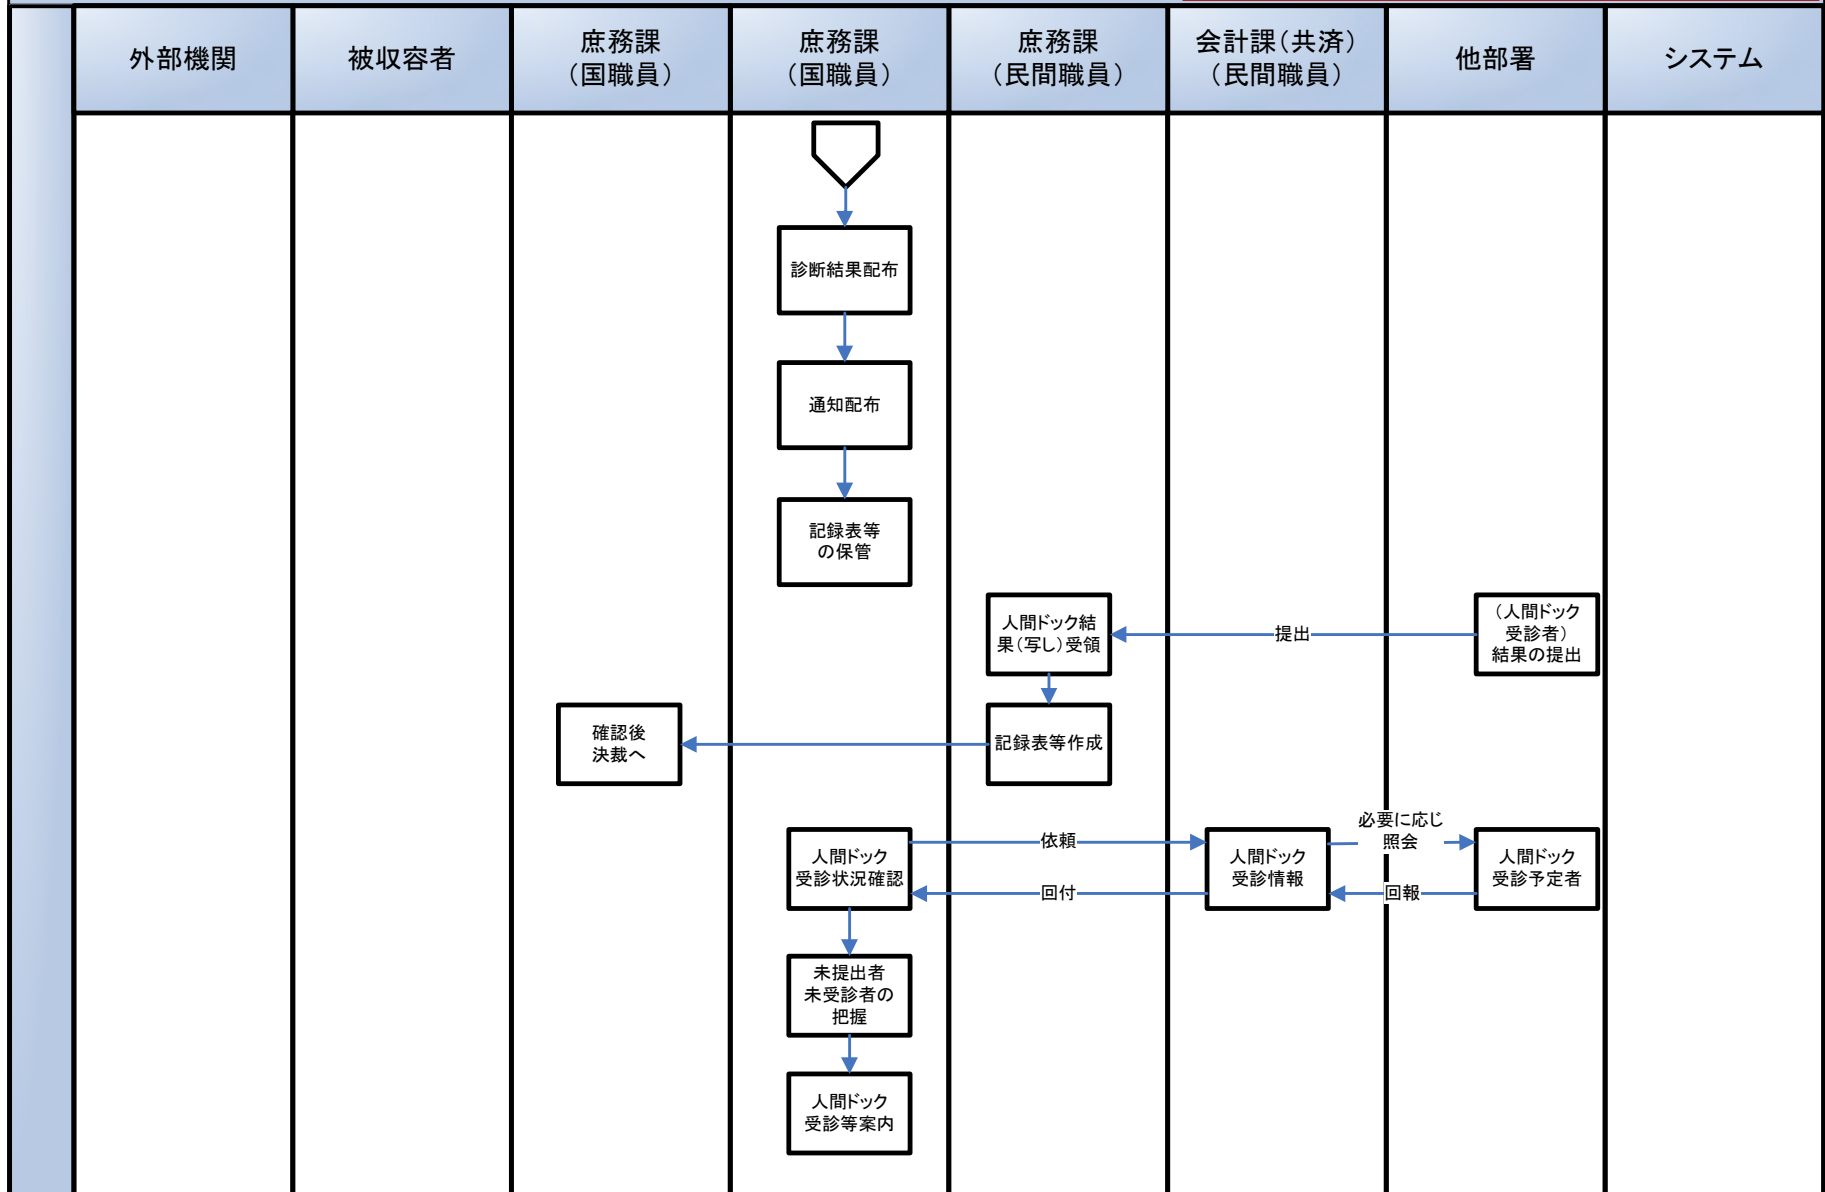 外部機関
被収容者
庶務課
（国職員）
庶務課
（国職員）
庶務課
（民間職員）
会計課（共済）
（民間職員）
他部署
システム
診断結果配布
通知配布
記録表等
の保管
人間ドック結
果（写し）受領
提出
（人間ドック
受診者）
結果の提出
確認後
決裁へ
記録表等作成
人間ドック
受診状況確認
依頼
回付
人間ドック
受診情報
必要に応じ
照会
回報
人間ドック
受診予定者
未提出者
未受診者の
把握
人間ドック
受診等案内